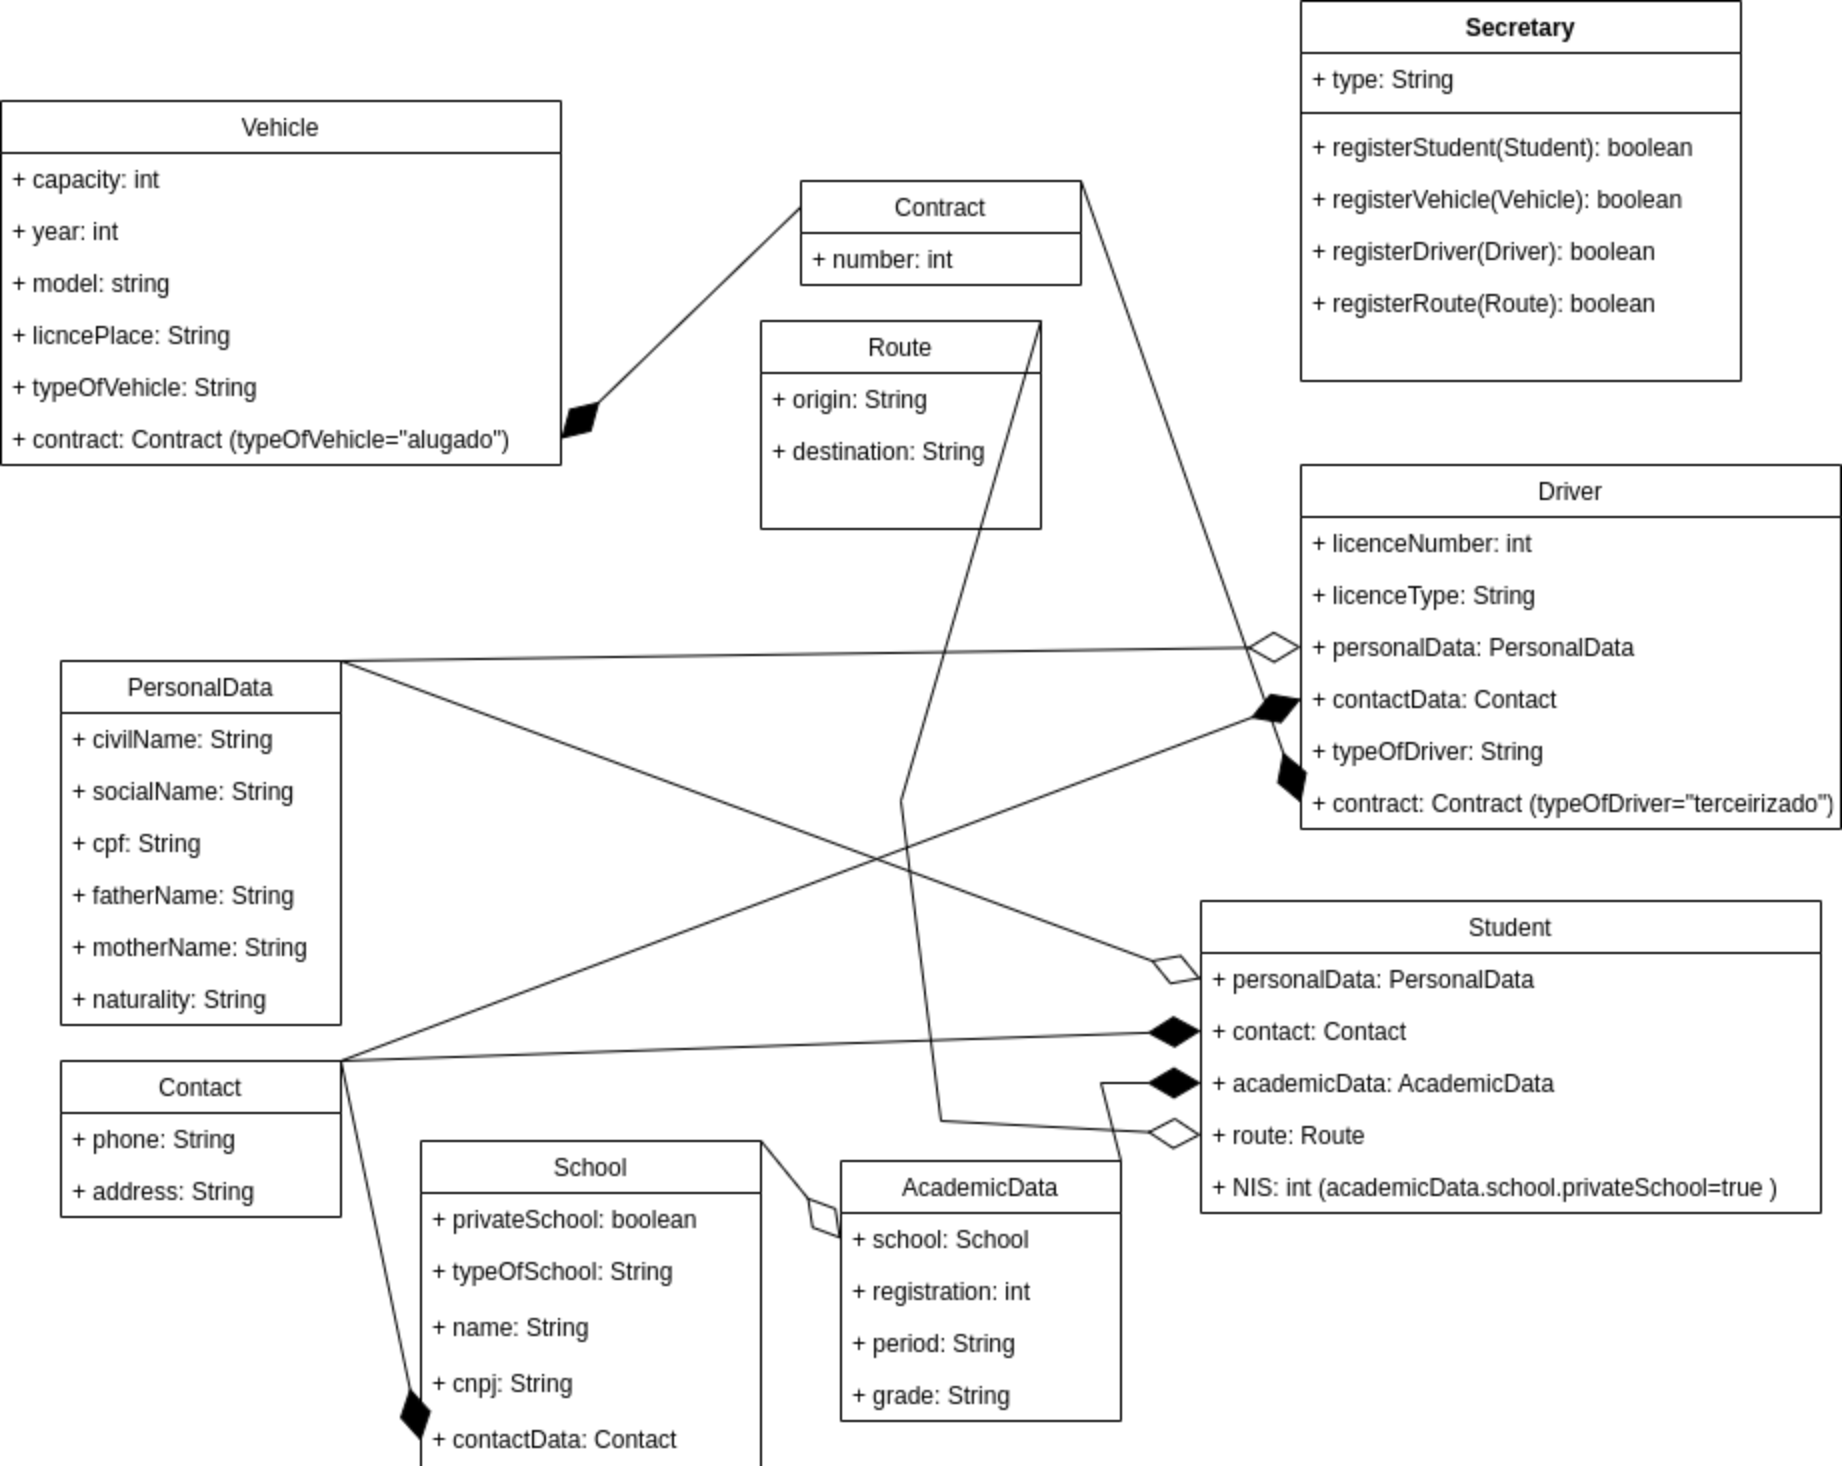 Secretary
+ type: String
+ registerStudent(Student): boolean
+ registerVehicle(Vehicle): boolean
+ registerDriver(Driver): boolean
+ registerRoute(Route): boolean
Vehicle
+ capacity: int
+ year: int
+ model: string
+ licncePlace: String
+ typeOfVehicle: String
+ contract: Contract (typeOfVehicle="alugado")
Contract
+ number: int
Route
+ origin: String
+ destination: String
Driver
+ licenceNumber: int
+ licenceType: String
+ personalData: PersonalData
+ contactData: Contact
+ typeOfDriver: String
+ contract: Contract (typeOfDriver="terceirizado")
PersonalData
+ civilName: String
+ socialName: String
+ cpf: String
+ fatherName: String
+ motherName: String
+ naturality: String
Student
+ personalData: PersonalData
+ contact: Contact
+ academicData: AcademicData
+ route: Route
+ NIS: int (academicData.school.privateSchool=true )
Contact
+ phone: String
+ address: String
School
+ privateSchool: boolean
+ typeOfSchool: String
+ name: String
+ cnpj: String
+ contactData: Contact
AcademicData
+ school: School
+ registration: int
+ period: String
+ grade: String